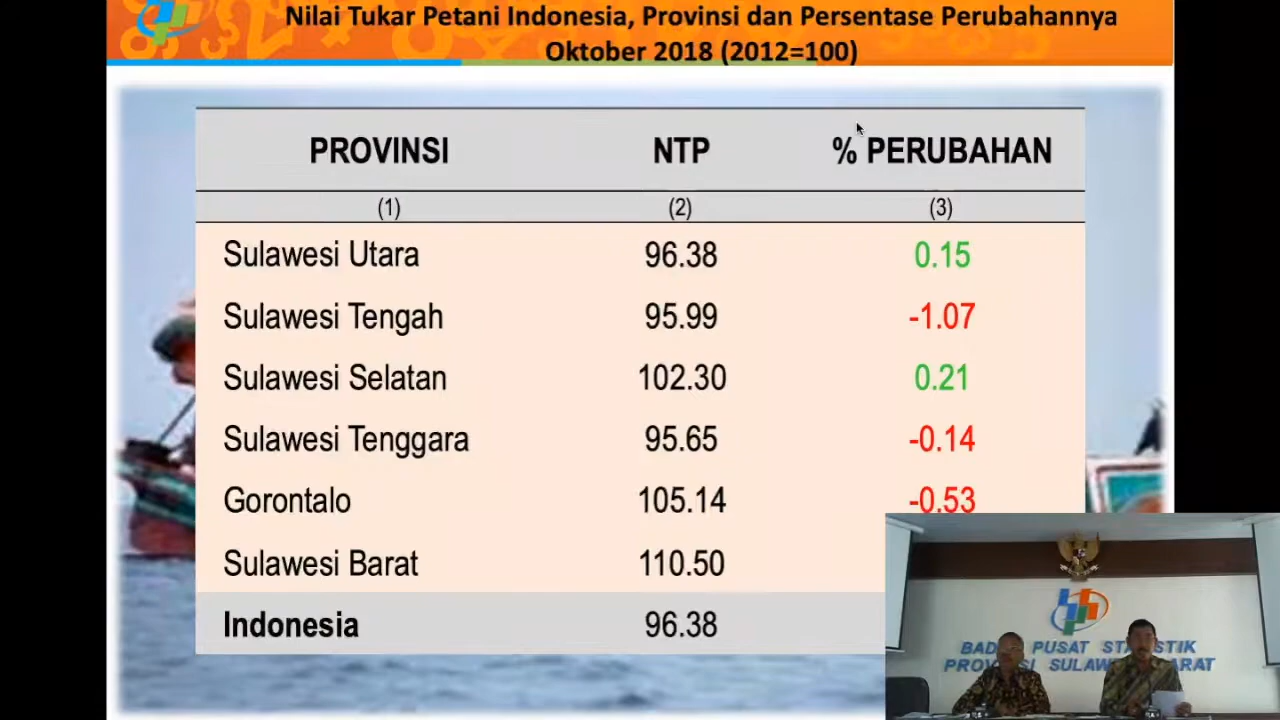 Nilai Tukar Petani Indonesia, Provinsi dan Persentase Perubahannya
Oktober 2018 (2012=100)
PROVINSI NTP % PERUBAHAN
(1) (2) (3)
Sulawesi Utara 96.38 0.15
Sulawesi Tengah 95.99 -1.07
Sulawesi Selatan 102.30 0.21
Sulawesi Tenggara 95.65 -0.14
Gorontalo 105.14 -0.53
Sulawesi Barat 110.50
Indonesia 96.38
PUSAT